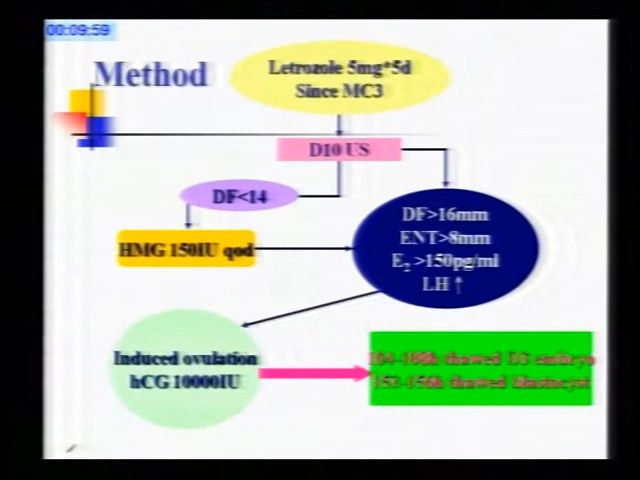 00:09:59
Method
Letrozole 5mg*5d
Since MC3
D10 US
DF<14
DF>16mm
ENT>8mm
E₂ >150pg/ml
LH ↑
HMG 150IU qod
Induced ovulation
hCG 10000IU
thawed D3 embryo
thawed blastocyst